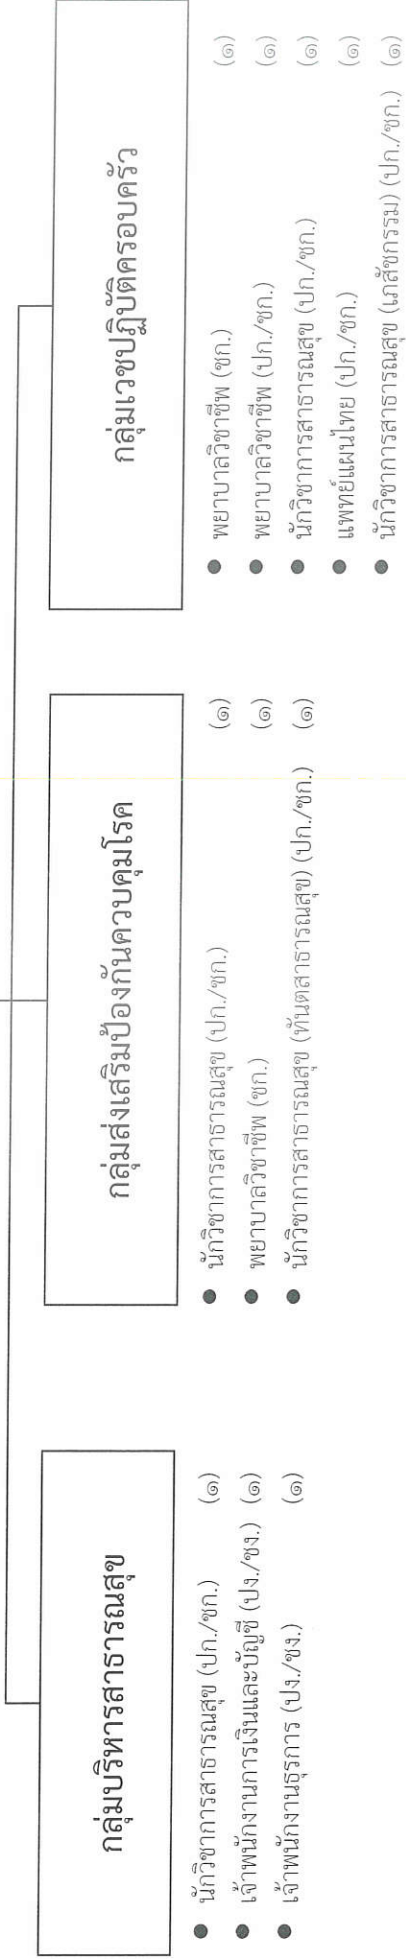 กลุ่มบริหารสาธารณสุข
● นักวิชาการสาธารณสุข (ปก./ชก.) (๑)
● เจ้าพนักงานการเงินและบัญชี (ปง./ชง.) (๑)
● เจ้าพนักงานธุรการ (ปง./ชง.) (๑)
กลุ่มส่งเสริมป้องกันควบคุมโรค
● นักวิชาการสาธารณสุข (ปก./ชก.) (๑)
● พยาบาลวิชาชีพ (ชก.) (๑)
● นักวิชาการสาธารณสุข (ทันตสาธารณสุข) (ปก./ชก.) (๑)
กลุ่มเวชปฏิบัติครอบครัว
● พยาบาลวิชาชีพ (ชก.) (๑)
● พยาบาลวิชาชีพ (ปก./ชก.) (๑)
● นักวิชาการสาธารณสุข (ปก./ชก.) (๑)
● แพทย์แผนไทย (ปก./ชก.) (๑)
● นักวิชาการสาธารณสุข (เภสัชกรรม) (ปก./ชก.) (๑)